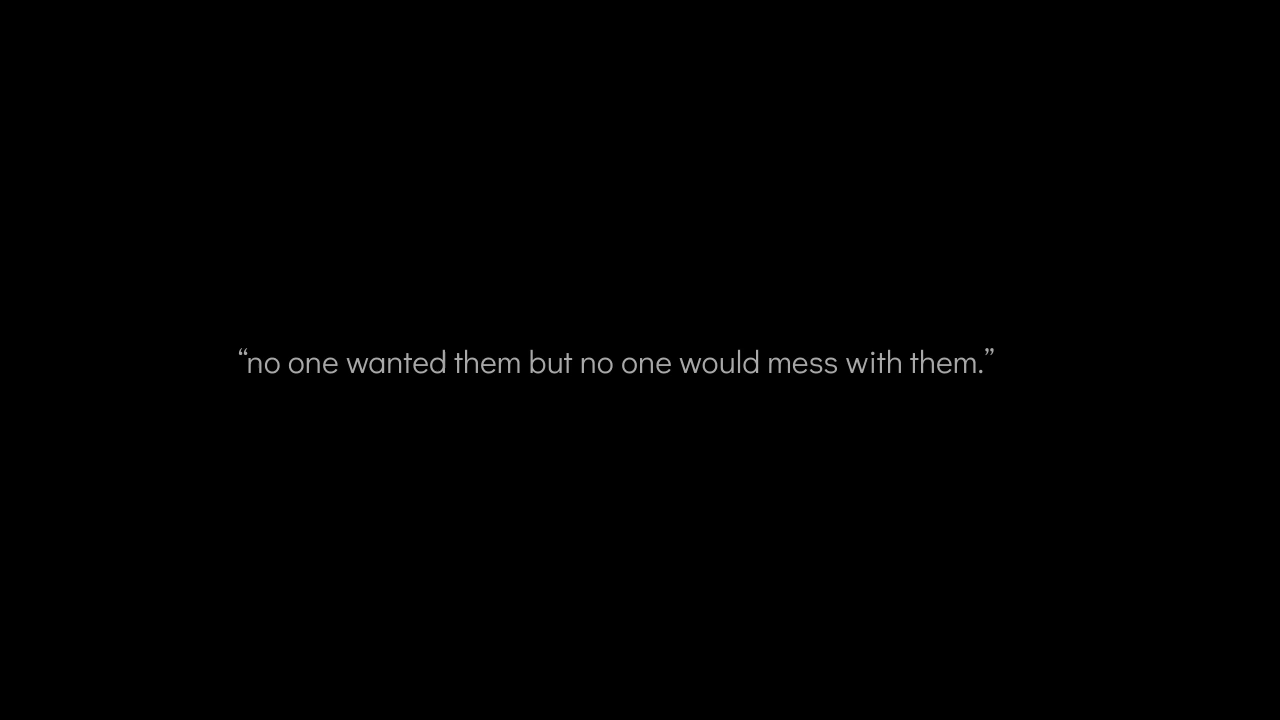 “no one wanted them but no one would mess with them.”